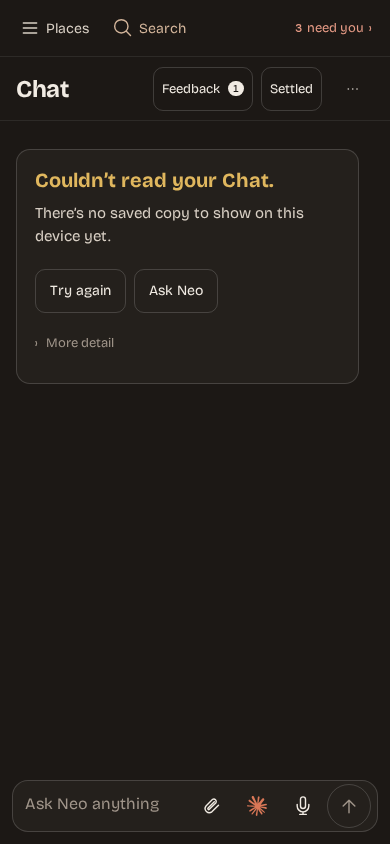 Places
Search
3 need you ›
Chat
Feedback 1
Settled
···
Couldn’t read your Chat.
There’s no saved copy to show on this
device yet.
Try again
Ask Neo
› More detail
Ask Neo anything